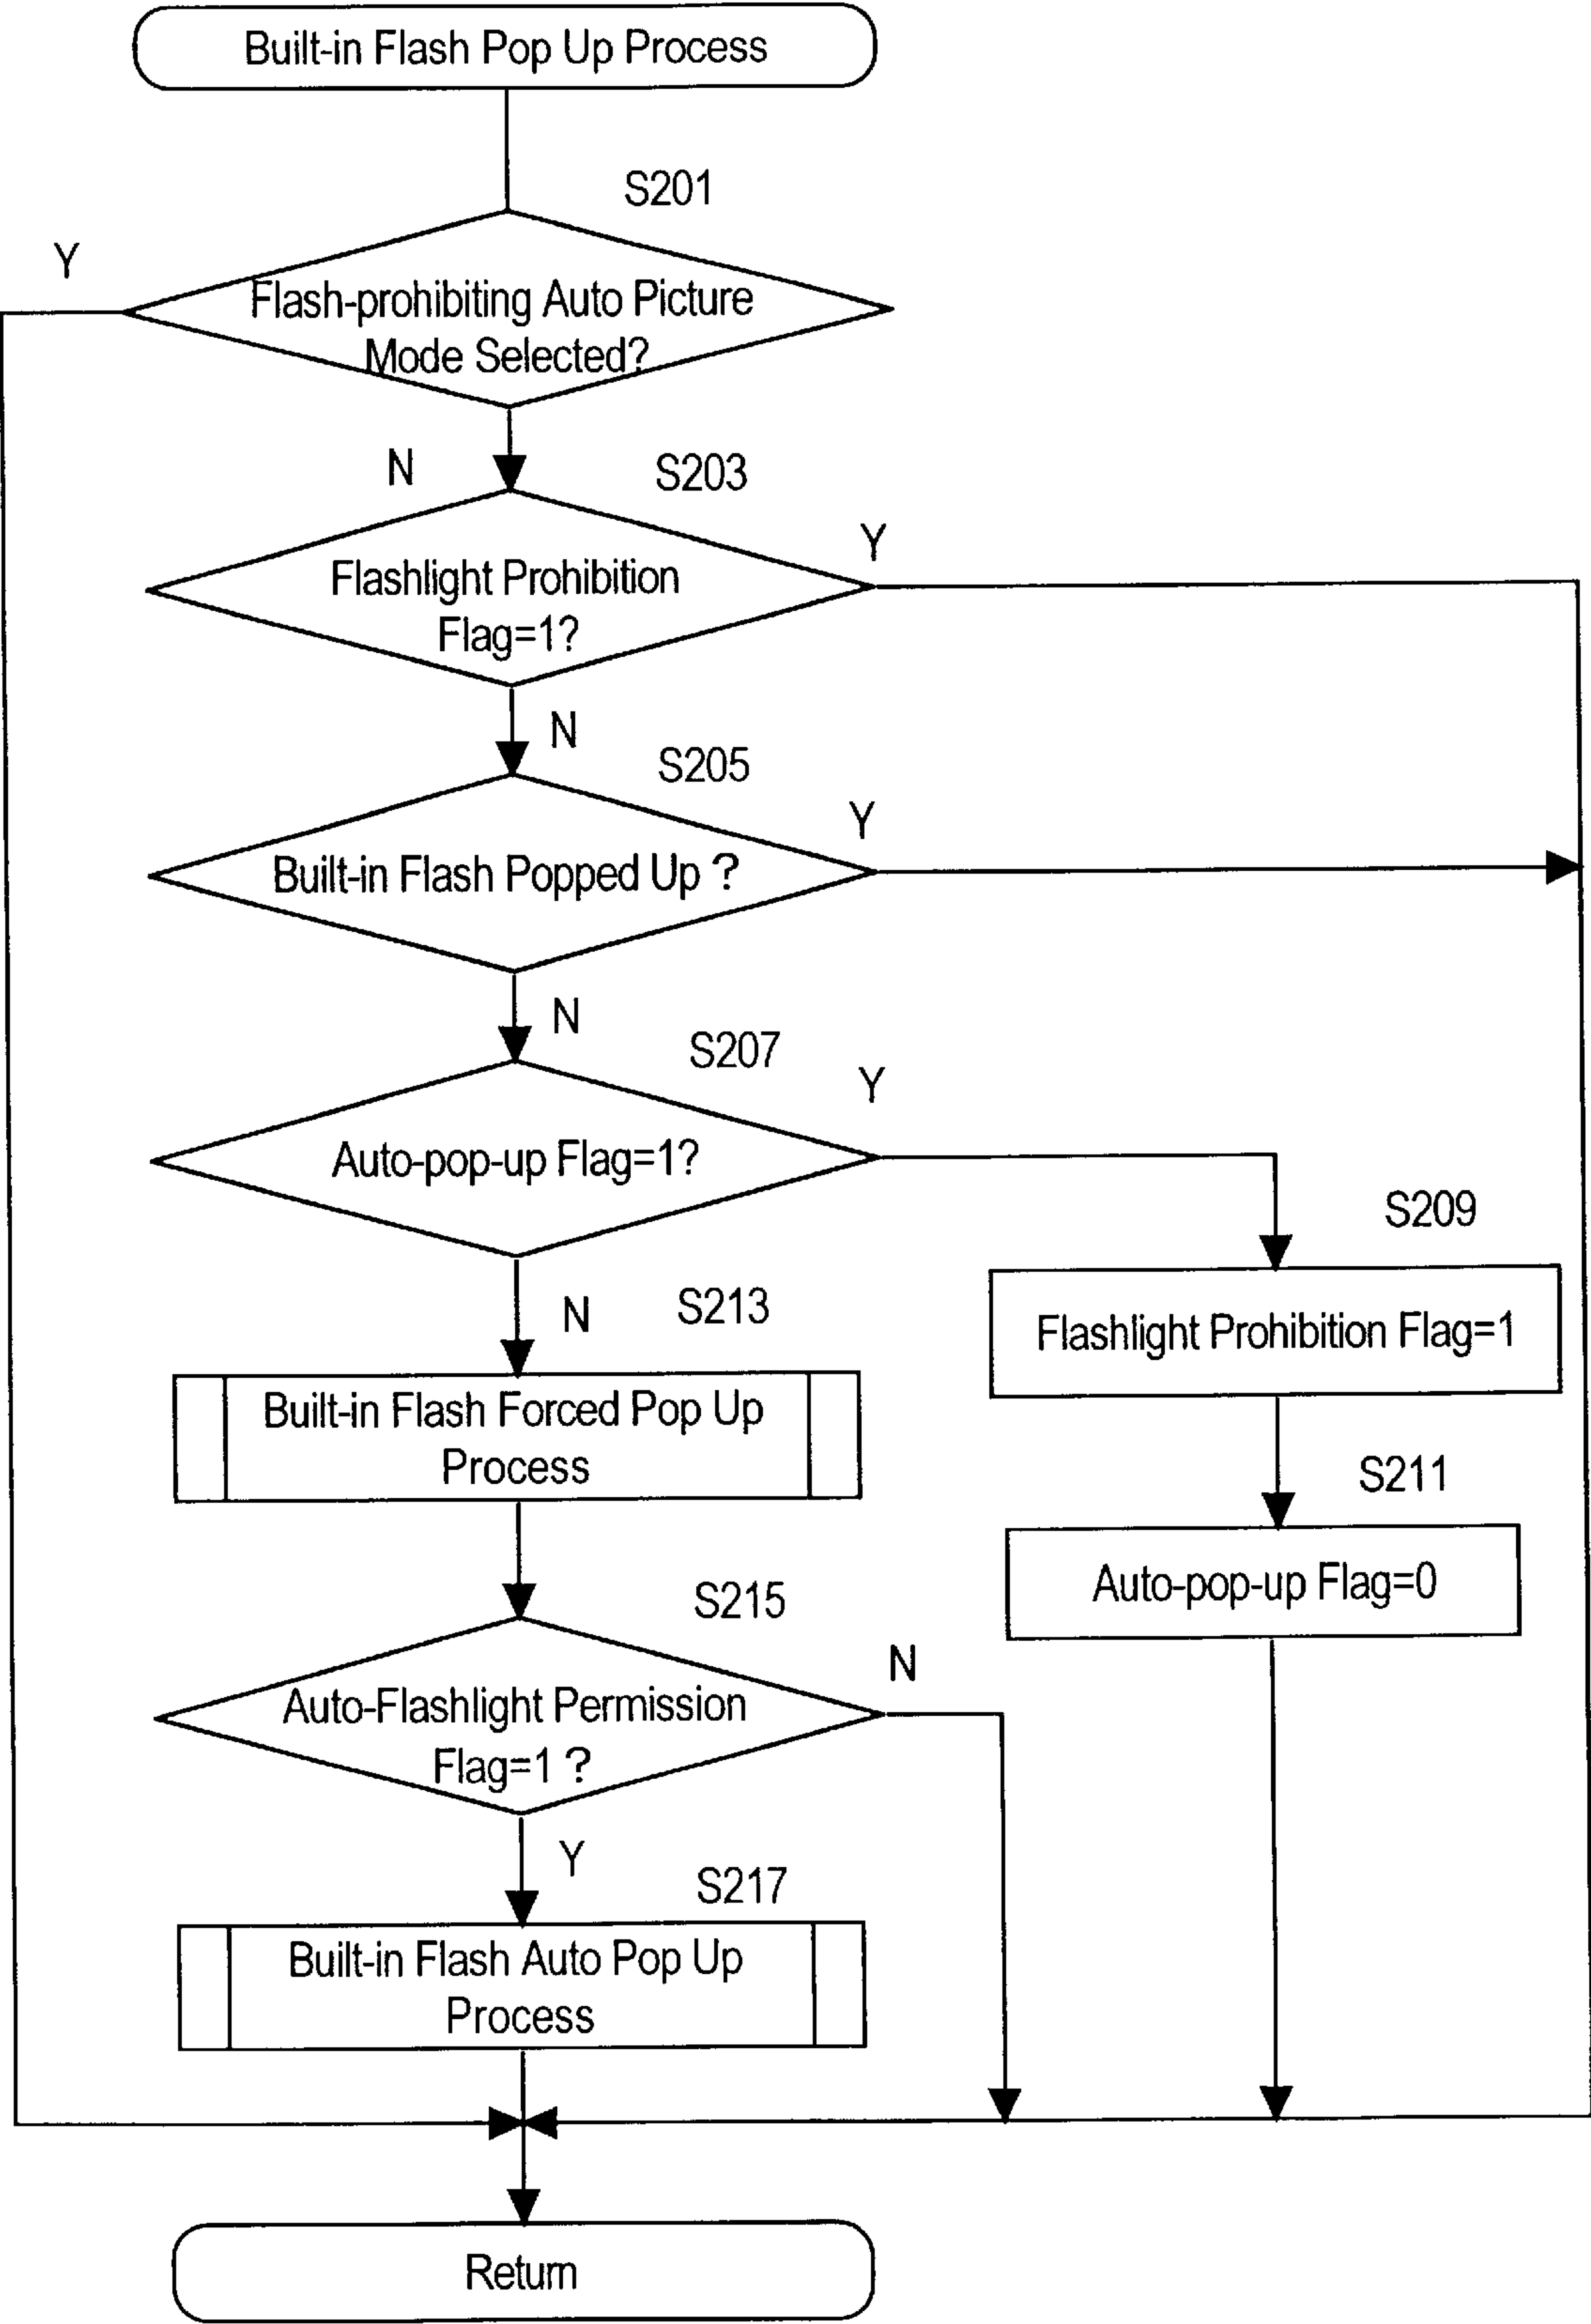 Built-in Flash Pop Up Process
S201
Y
Flash-prohibiting Auto Picture
Mode Selected?
N
S203
Y
Flashlight Prohibition
Flag=1?
N
S205
Y
Built-in Flash Popped Up ?
N
S207
Y
Auto-pop-up Flag=1?
S209
Flashlight Prohibition Flag=1
N
S213
Built-in Flash Forced Pop Up
Process
S211
Auto-pop-up Flag=0
S215
N
Auto-Flashlight Permission
Flag=1 ?
Y
S217
Built-in Flash Auto Pop Up
Process
Return